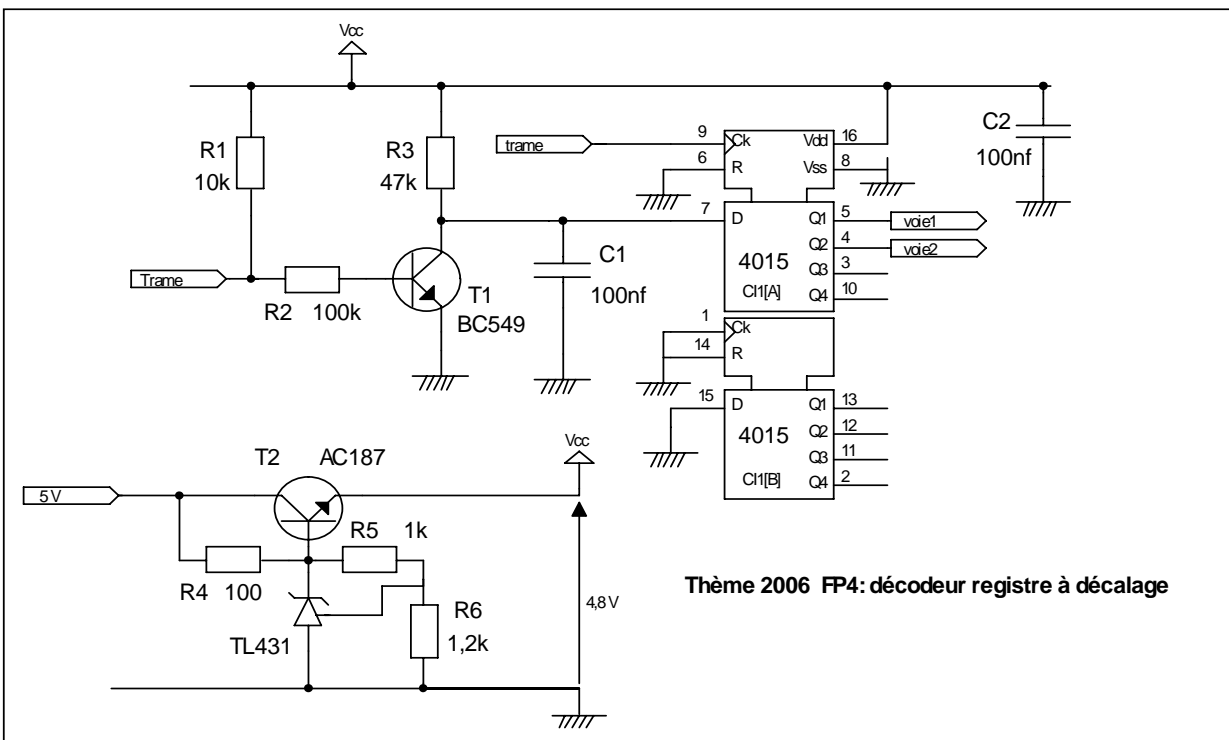 Vcc
R1
10k
R3
47k
trame
9
Ck
Vdd
16
6
R
Vss
8
C2
100nf
7
D
Q1
5
voie1
Q2
4
voie2
4015
Q3
3
CI1[A]
Q4
10
Trame
R2 100k
T1
BC549
C1
100nf
1
Ck
14
R
15
D
Q1
13
4015
Q2
12
Q3
11
CI1[B]
Q4
2
T2 AC187
Vcc
5V
R5 1k
R4 100
TL431
R6
1,2k
4,8V
Thème 2006 FP4: décodeur registre à décalage